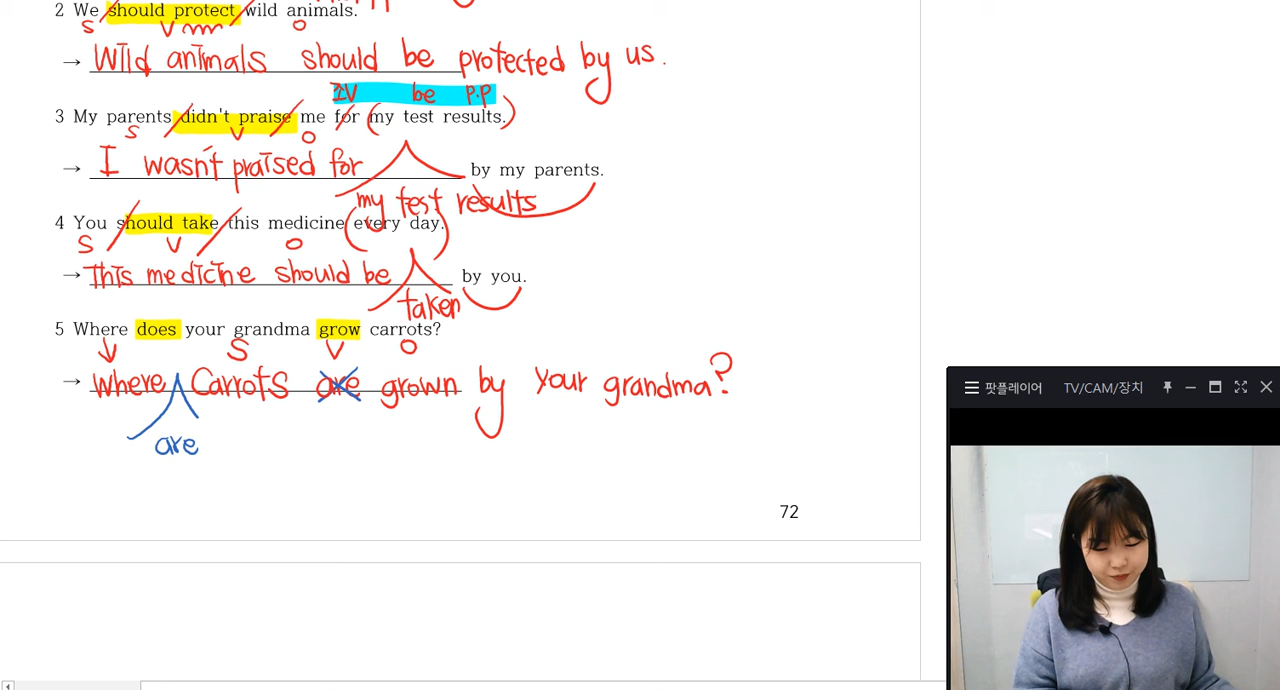 2 We should protect wild animals.
S V O
→ Wild animals should be protected by us.
조V be P.P
3 My parents didn't praise me for (my test results.)
S V O
→ I wasn't praised for by my parents.
my test results
4 You should take this medicine (every day.)
S V O
→ This medicine should be by you.
taken
5 Where does your grandma grow carrots?
S V O
→ where Carrots are grown by your grandma?
are
72
팟플레이어 TV/CAM/장치